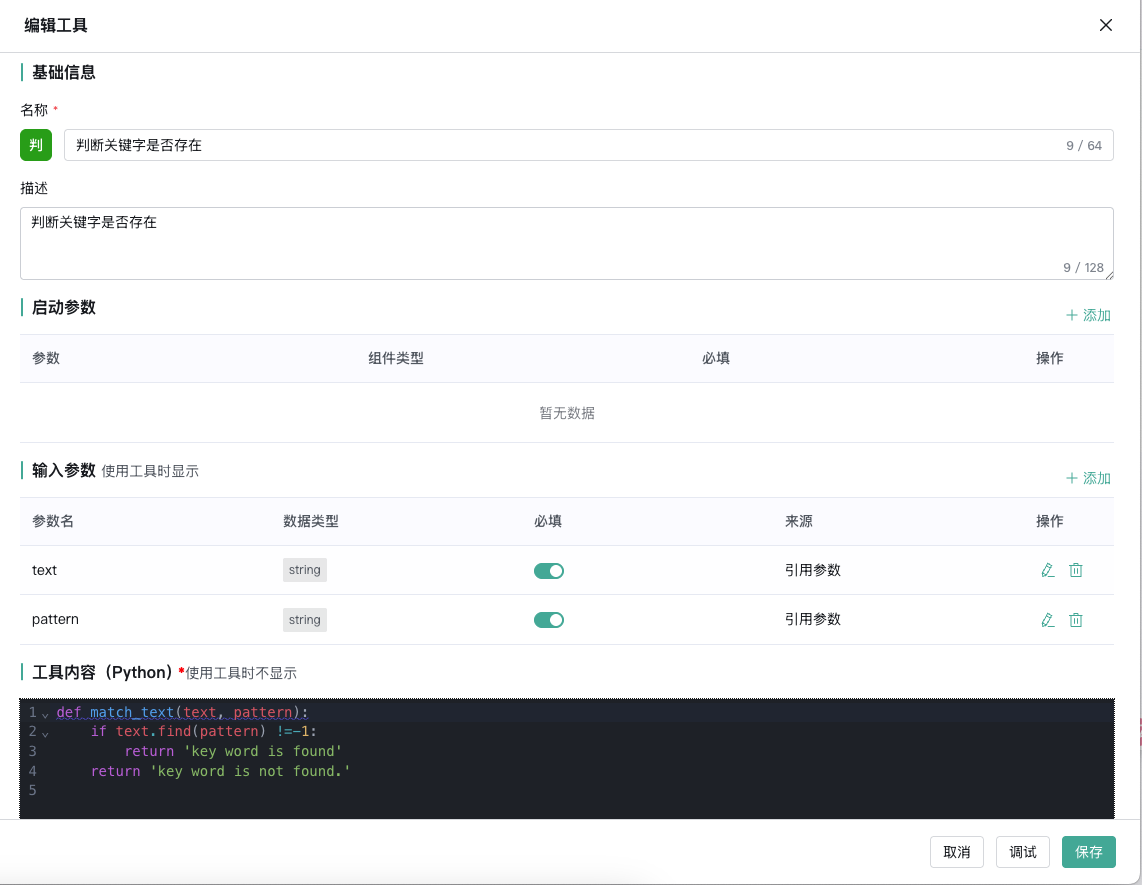 编辑工具
基础信息
名称 *
判 判断关键字是否存在 9 / 64
描述
判断关键字是否存在
9 / 128
启动参数
+ 添加
参数 组件类型 必填 操作
暂无数据
输入参数 使用工具时显示
+ 添加
参数名 数据类型 必填 来源 操作
text string 引用参数
pattern string 引用参数
工具内容（Python）*使用工具时不显示
1 def match_text(text, pattern):
2     if text.find(pattern) !=-1:
3         return 'key word is found'
4     return 'key word is not found.'
5
取消 调试 保存